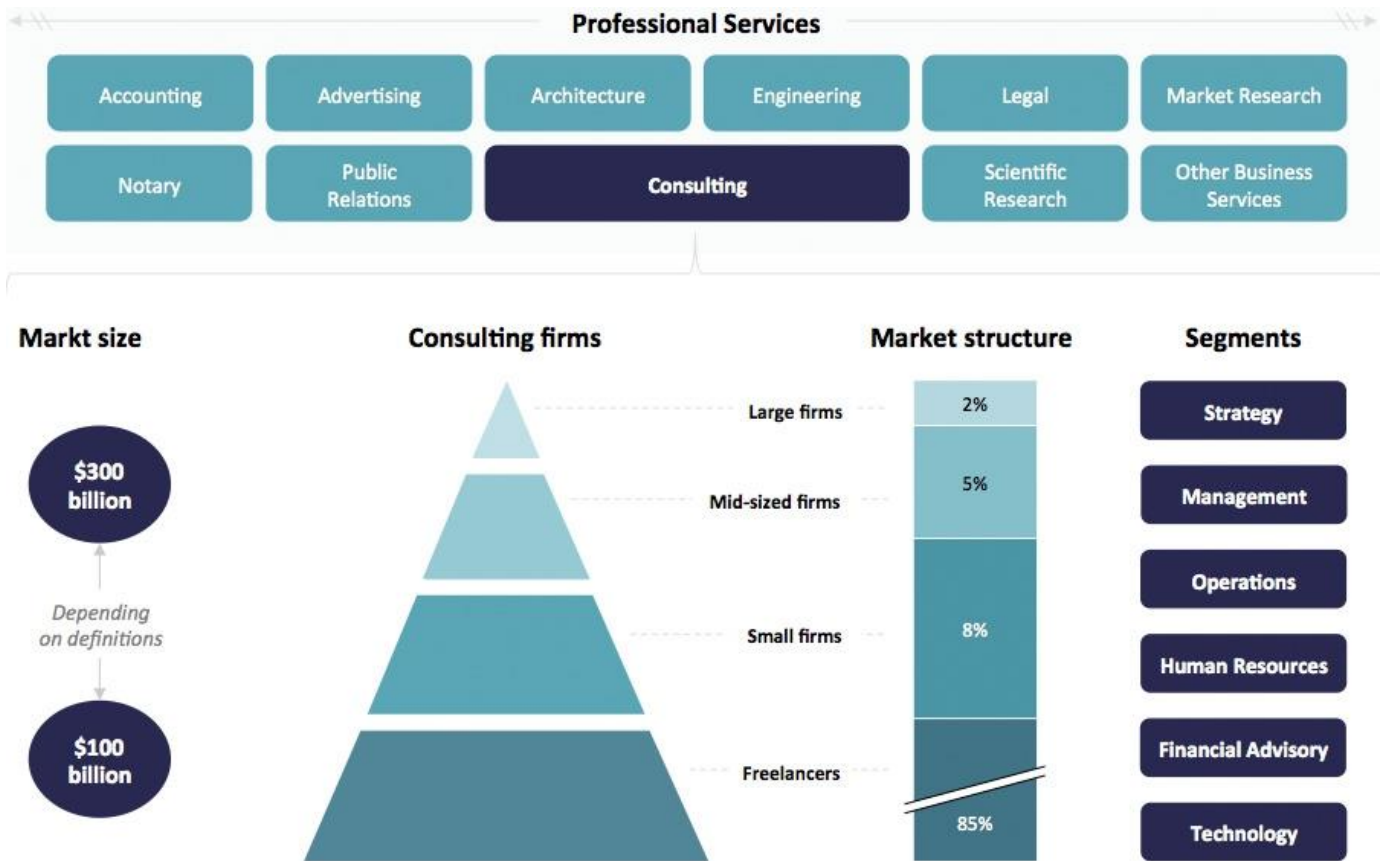 Professional Services
Accounting
Advertising
Architecture
Engineering
Legal
Market Research
Notary
Public
Relations
Consulting
Scientific
Research
Other Business
Services
Markt size
Consulting firms
Market structure
Segments
$300
billion
Depending
on definitions
$100
billion
Large firms
Mid-sized firms
Small firms
Freelancers
2%
5%
8%
85%
Strategy
Management
Operations
Human Resources
Financial Advisory
Technology